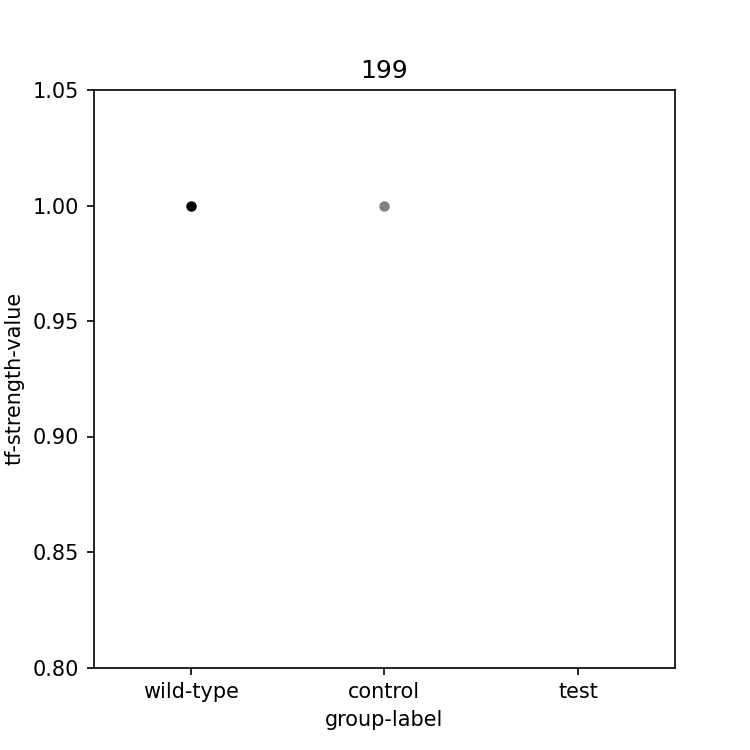 199
1.05
1.00
0.95
0.90
0.85
0.80
tf-strength-value
wild-type control test
group-label